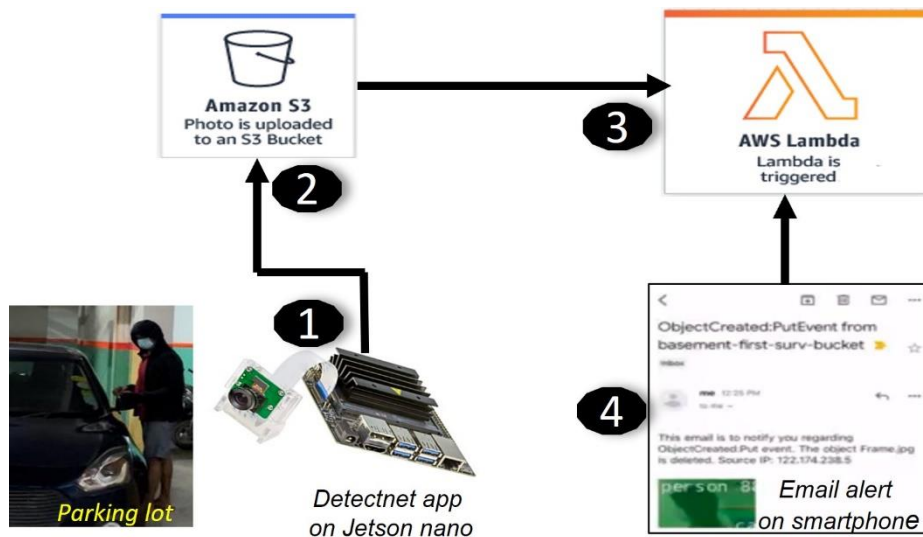 Amazon S3
Photo is uploaded
to an S3 Bucket
3
AWS Lambda
Lambda is
triggered
2
1
Parking lot
Detectnet app
on Jetson nano
4
ObjectCreated:PutEvent from
basement-first-surv-bucket
Inbox
me 12:25 PM
to me
This email is to notify you regarding
ObjectCreated:Put event. The object Frame.jpg
is deleted. Source IP: 122.174.238.5
person
Email alert
on smartphone